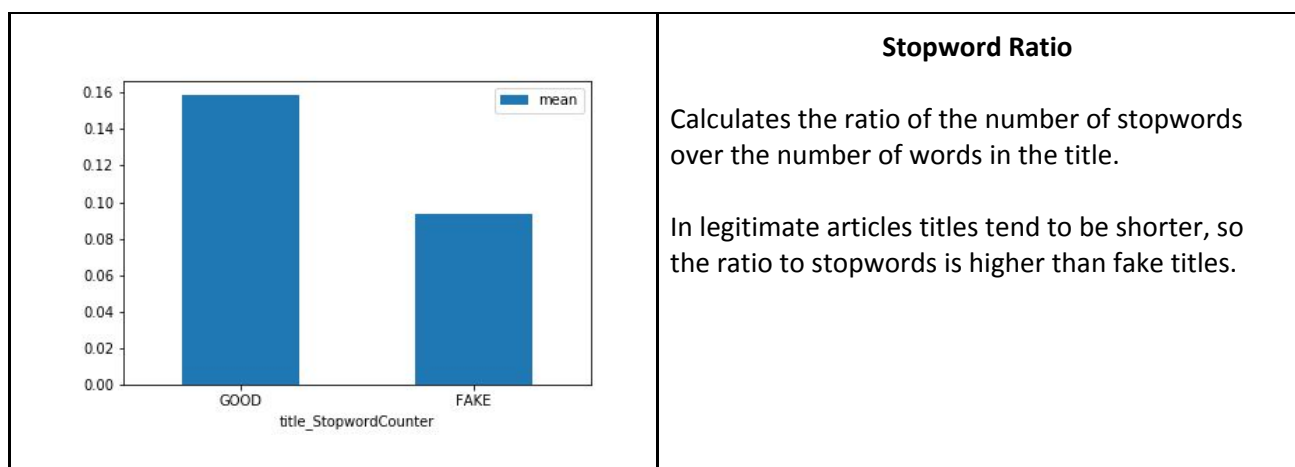 0.16
0.14
0.12
0.10
0.08
0.06
0.04
0.02
0.00
mean
GOOD FAKE
title_StopwordCounter
Stopword Ratio
Calculates the ratio of the number of stopwords
over the number of words in the title.
In legitimate articles titles tend to be shorter, so
the ratio to stopwords is higher than fake titles.